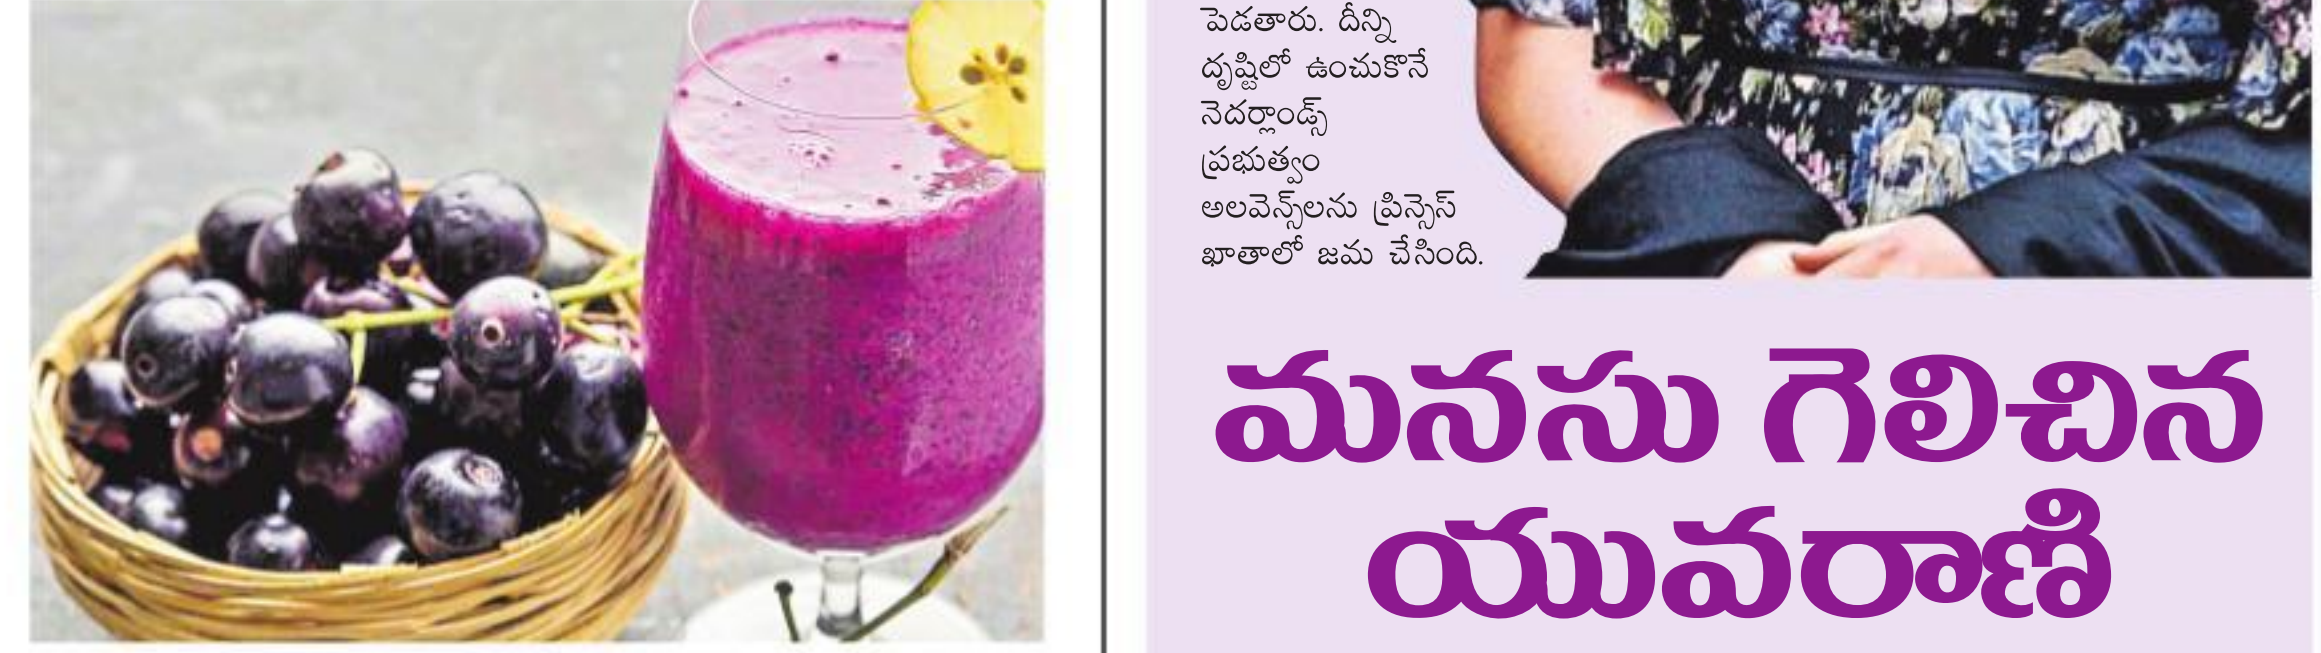 పెడతారు. దీన్ని
దృష్టిలో ఉంచుకొనే
నెదర్లాండ్స్
ప్రభుత్వం
అలవెన్స్‌లను ప్రిన్సెస్
ఖాతాలో జమ చేసింది.
మనసు గెలిచిన
యువరాణి